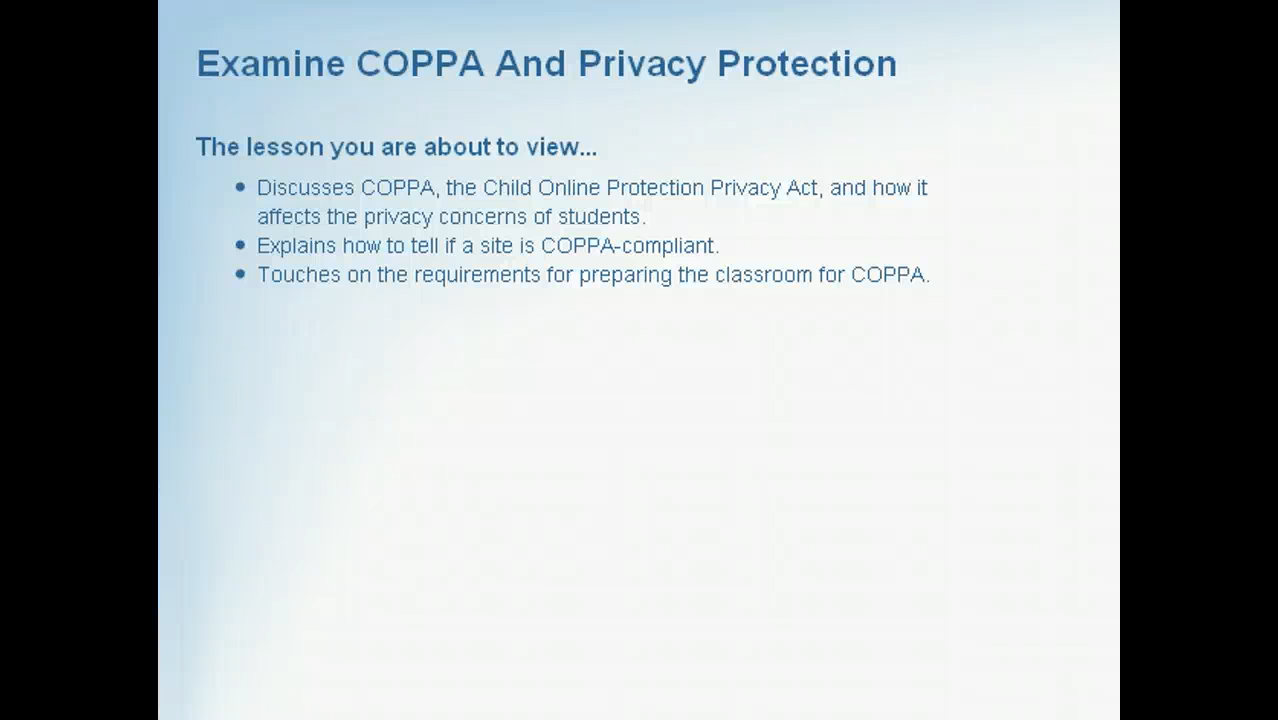 Examine COPPA And Privacy Protection
The lesson you are about to view...
• Discusses COPPA, the Child Online Protection Privacy Act, and how it
affects the privacy concerns of students.
• Explains how to tell if a site is COPPA-compliant.
• Touches on the requirements for preparing the classroom for COPPA.